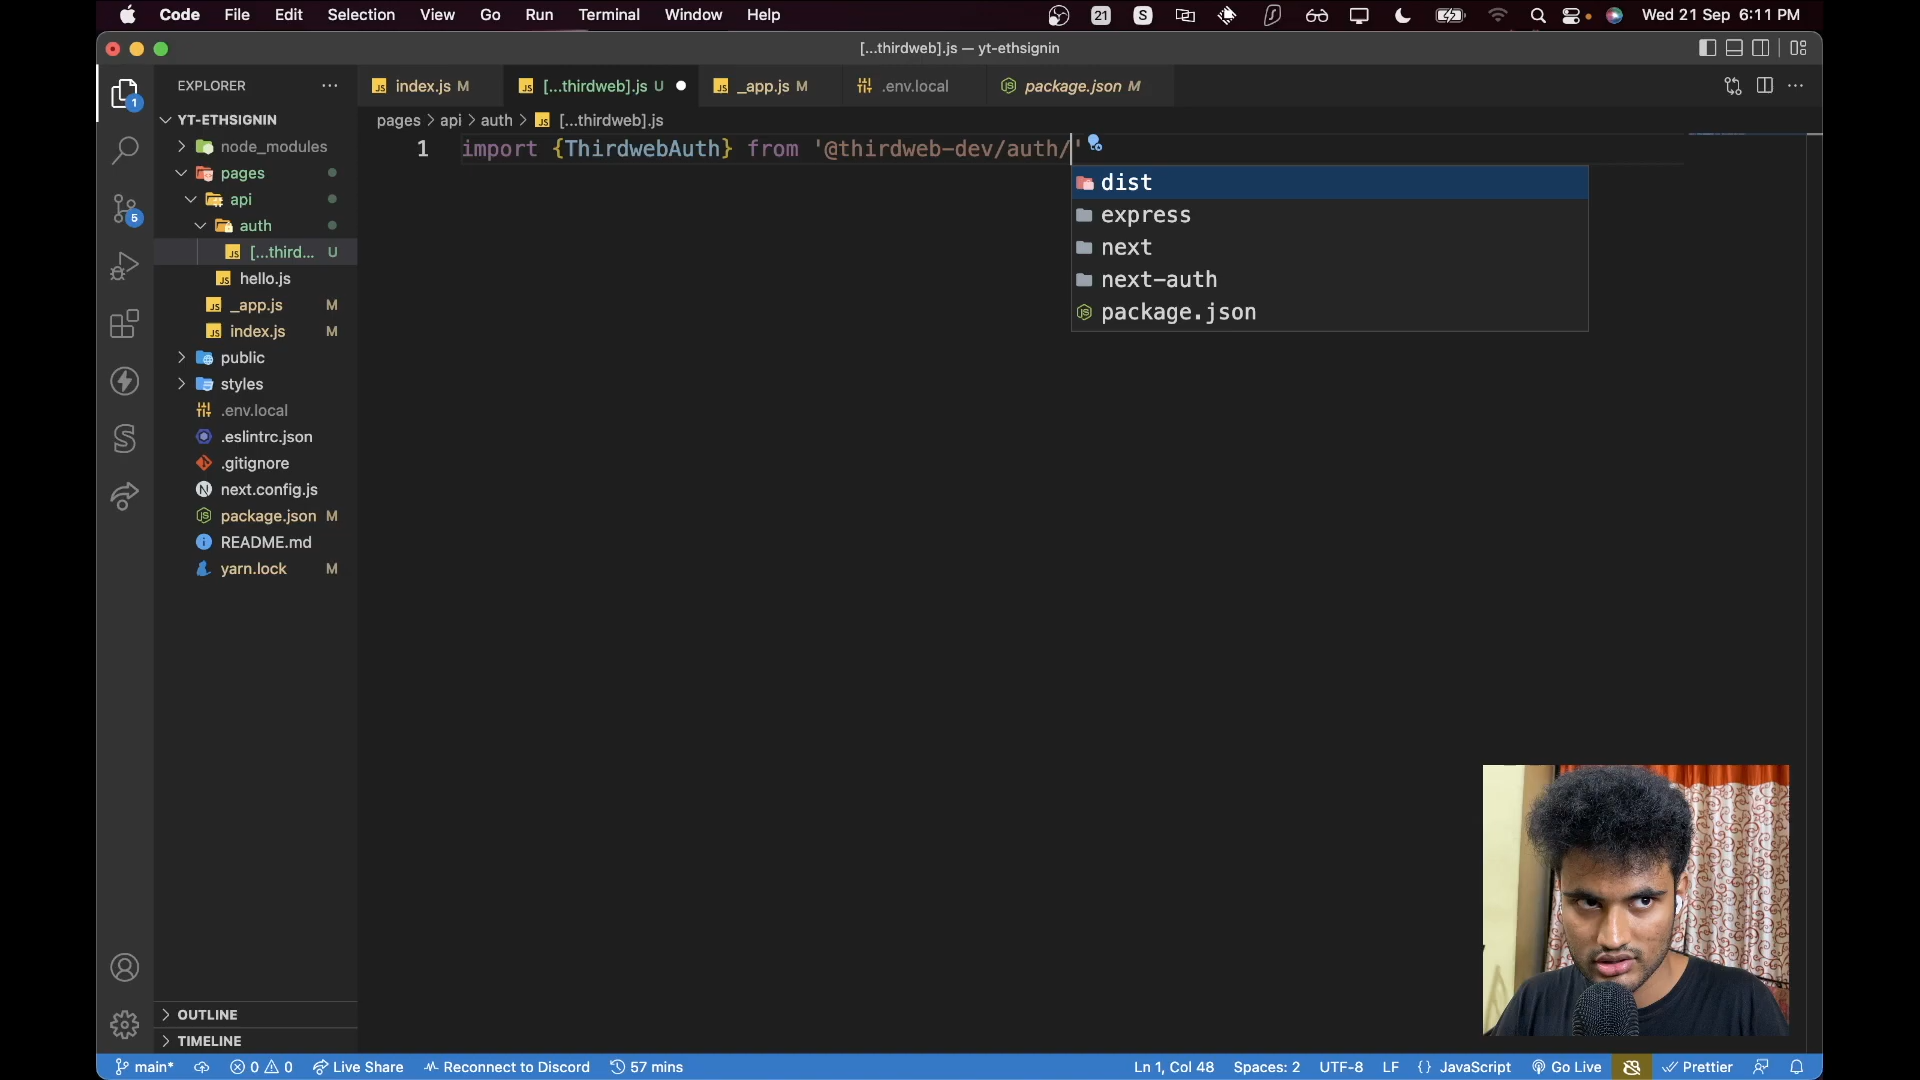 Code File Edit Selection View Go Run Terminal Window Help 21 S Wed 21 Sep 6:11 PM
[...thirdweb].js — yt-ethsignin
EXPLORER
index.js M [...thirdweb].js U _app.js M .env.local package.json M
YT-ETHSIGNIN
pages > api > auth > [...thirdweb].js
node_modules
1 import {ThirdwebAuth} from '@thirdweb-dev/auth/'
pages
dist
api
express
auth
next
[...third... U
next-auth
hello.js
package.json
_app.js M
index.js M
public
styles
.env.local
.eslintrc.json
.gitignore
next.config.js
package.json M
README.md
yarn.lock M
1
5
OUTLINE
TIMELINE
main* 0 0 Live Share Reconnect to Discord 57 mins Ln 1, Col 48 Spaces: 2 UTF-8 LF {} JavaScript Go Live Prettier